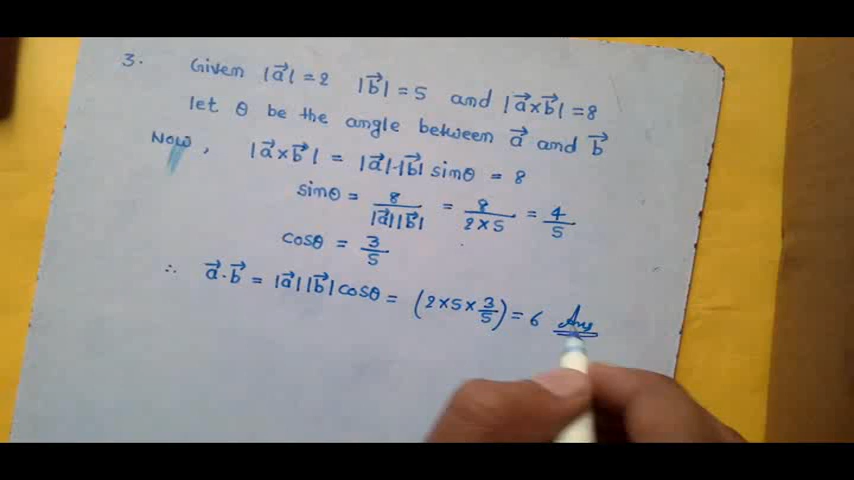 3. Given |a⃗| = 2 |b⃗| = 5 and |a⃗×b⃗| = 8
let θ be the angle between a⃗ and b⃗
Now, |a⃗×b⃗| = |a⃗|·|b⃗| sinθ = 8
sinθ = 8/|a⃗||b⃗| = 8/2×5 = 4/5
cosθ = 3/5
∴ a⃗·b⃗ = |a⃗||b⃗|cosθ = (2×5×3/5) = 6 Ans